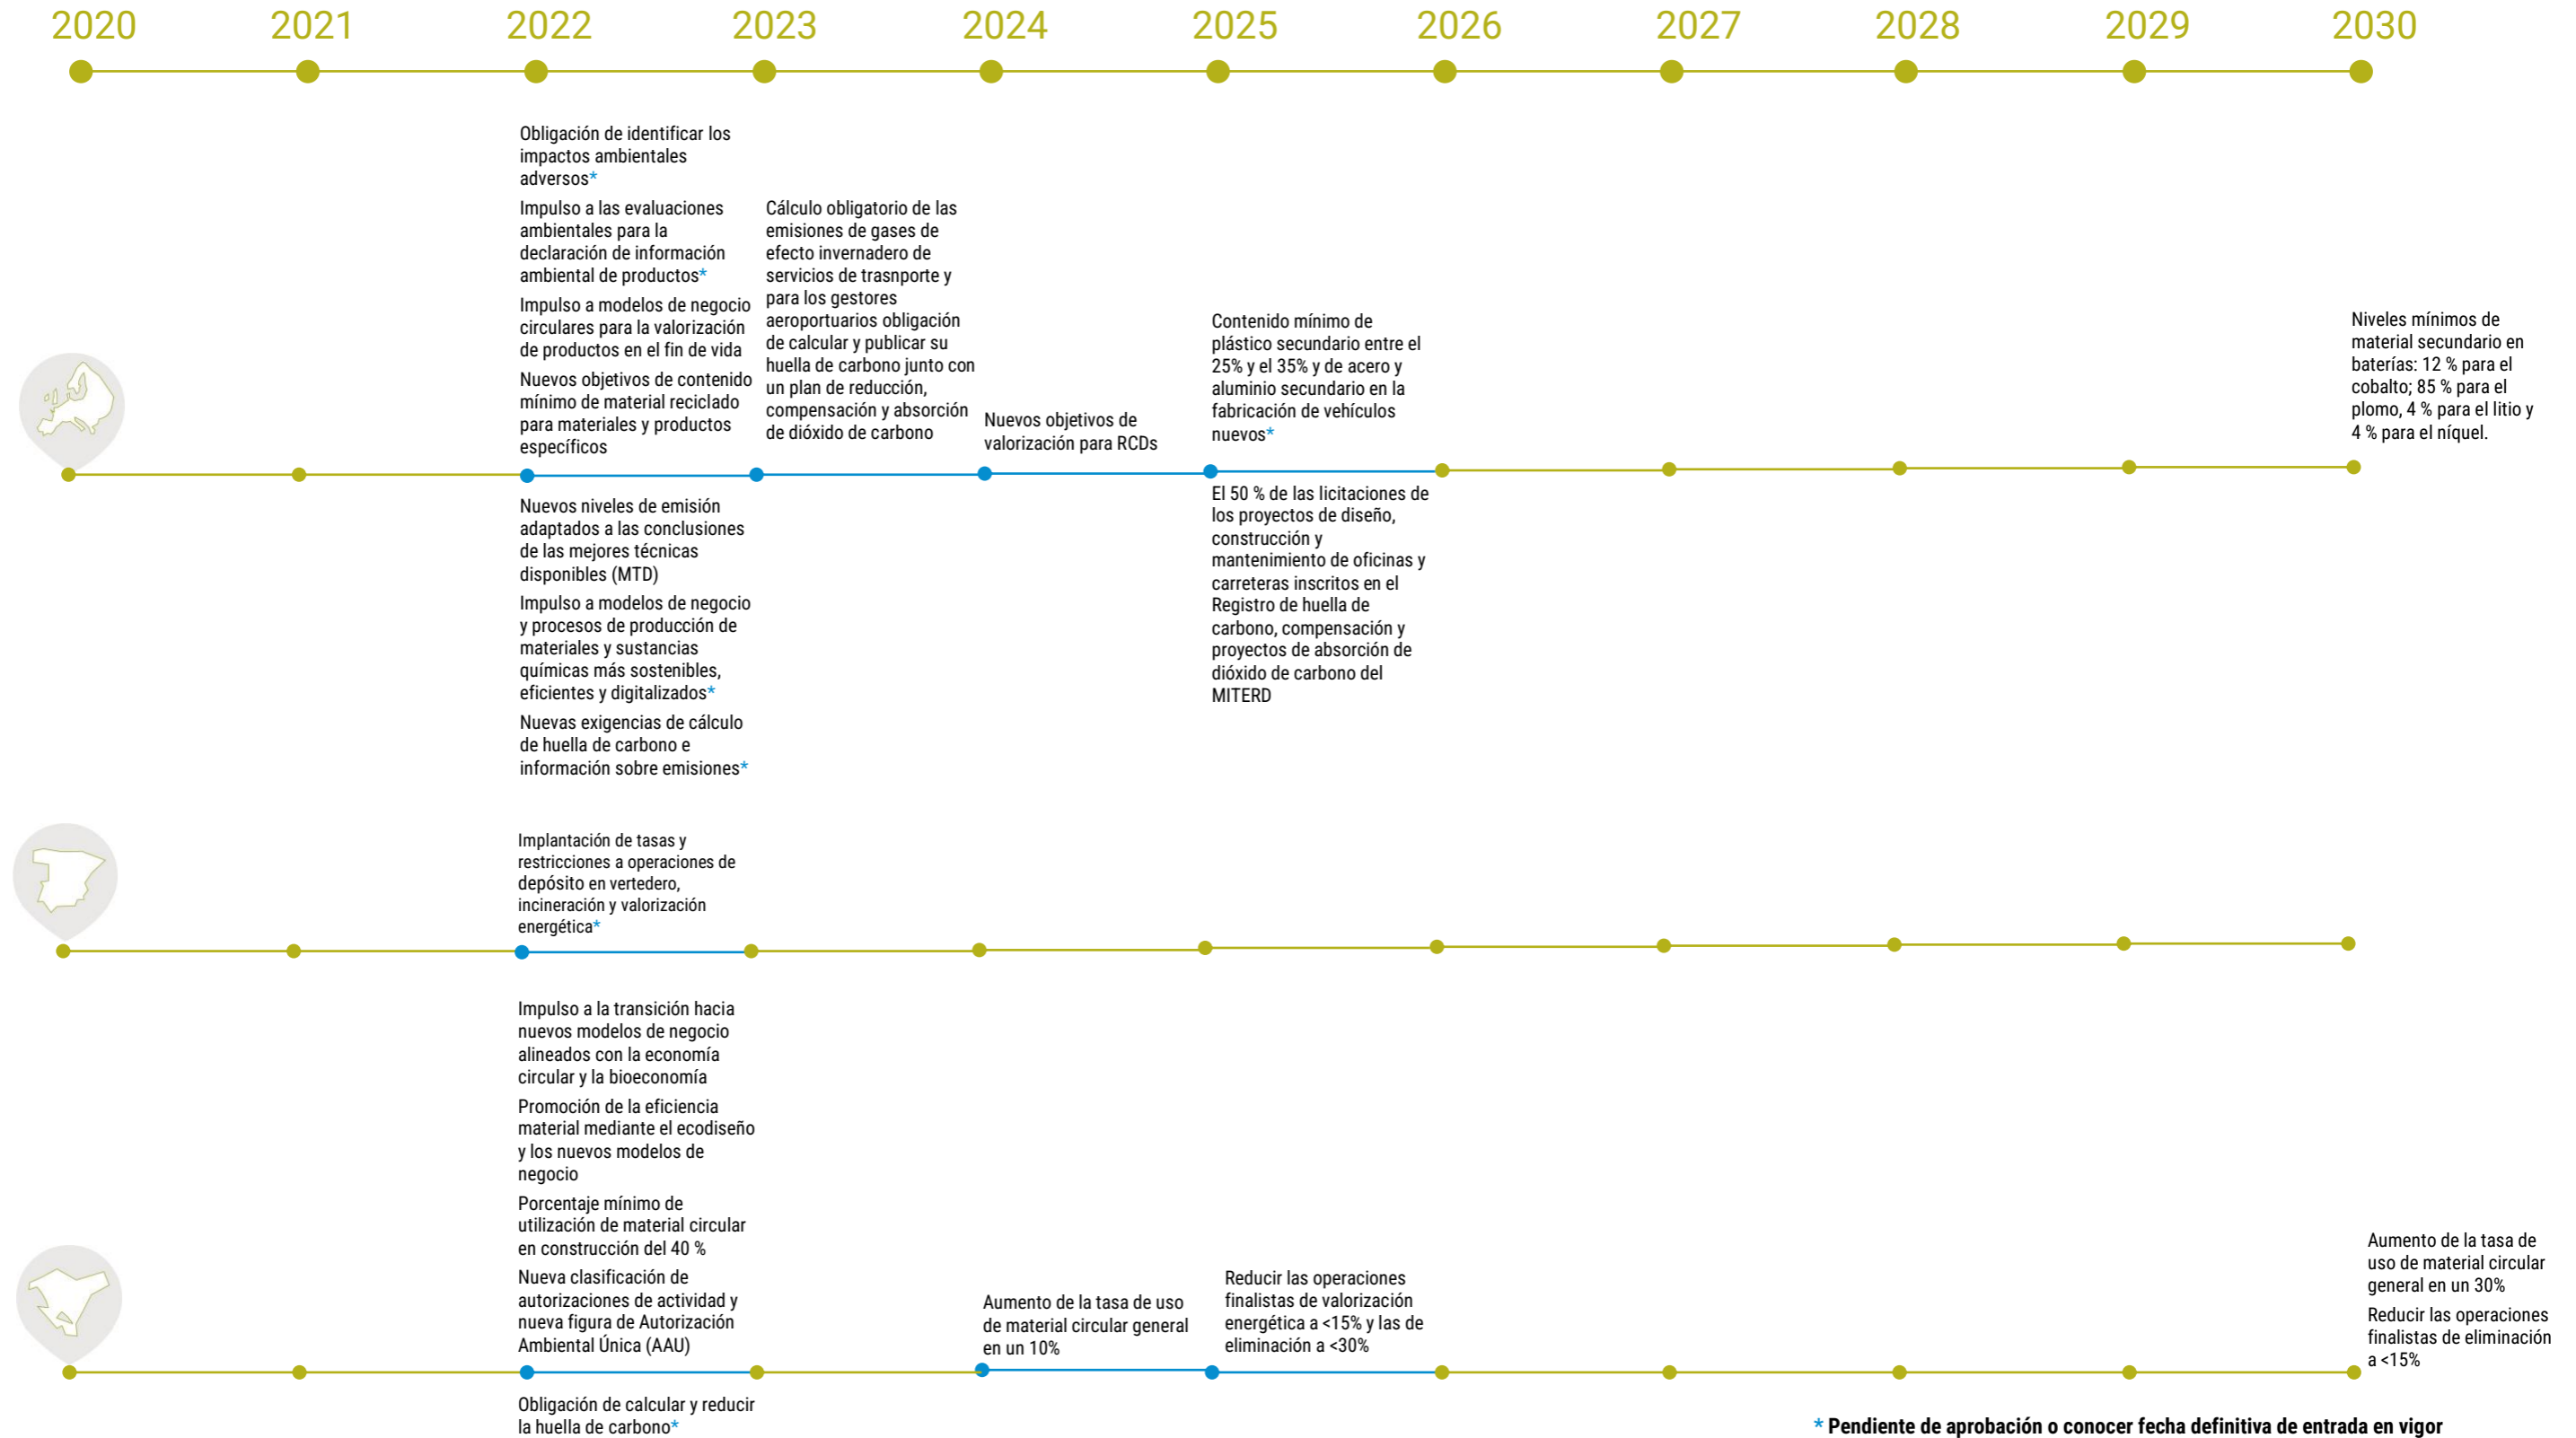 2020 2021 2022 2023 2024 2025 2026 2027 2028 2029 2030
Obligación de identificar los
impactos ambientales
adversos*
Impulso a las evaluaciones
ambientales para la
declaración de información
ambiental de productos*
Impulso a modelos de negocio
circulares para la valorización
de productos en el fin de vida
Nuevos objetivos de contenido
mínimo de material reciclado
para materiales y productos
específicos
Cálculo obligatorio de las
emisiones de gases de
efecto invernadero de
servicios de trasnporte y
para los gestores
aeroportuarios obligación
de calcular y publicar su
huella de carbono junto con
un plan de reducción,
compensación y absorción
de dióxido de carbono
Nuevos objetivos de
valorización para RCDs
Contenido mínimo de
plástico secundario entre el
25% y el 35% y de acero y
aluminio secundario en la
fabricación de vehículos
nuevos*
Niveles mínimos de
material secundario en
baterías: 12 % para el
cobalto; 85 % para el
plomo, 4 % para el litio y
4 % para el níquel.
Nuevos niveles de emisión
adaptados a las conclusiones
de las mejores técnicas
disponibles (MTD)
Impulso a modelos de negocio
y procesos de producción de
materiales y sustancias
químicas más sostenibles,
eficientes y digitalizados*
Nuevas exigencias de cálculo
de huella de carbono e
información sobre emisiones*
El 50 % de las licitaciones de
los proyectos de diseño,
construcción y
mantenimiento de oficinas y
carreteras inscritos en el
Registro de huella de
carbono, compensación y
proyectos de absorción de
dióxido de carbono del
MITERD
Implantación de tasas y
restricciones a operaciones de
depósito en vertedero,
incineración y valorización
energética*
Impulso a la transición hacia
nuevos modelos de negocio
alineados con la economía
circular y la bioeconomía
Promoción de la eficiencia
material mediante el ecodiseño
y los nuevos modelos de
negocio
Porcentaje mínimo de
utilización de material circular
en construcción del 40 %
Nueva clasificación de
autorizaciones de actividad y
nueva figura de Autorización
Ambiental Única (AAU)
Aumento de la tasa de uso
de material circular general
en un 10%
Reducir las operaciones
finalistas de valorización
energética a <15% y las de
eliminación a <30%
Aumento de la tasa de
uso de material circular
general en un 30%
Reducir las operaciones
finalistas de eliminación
a <15%
Obligación de calcular y reducir
la huella de carbono*
* Pendiente de aprobación o conocer fecha definitiva de entrada en vigor